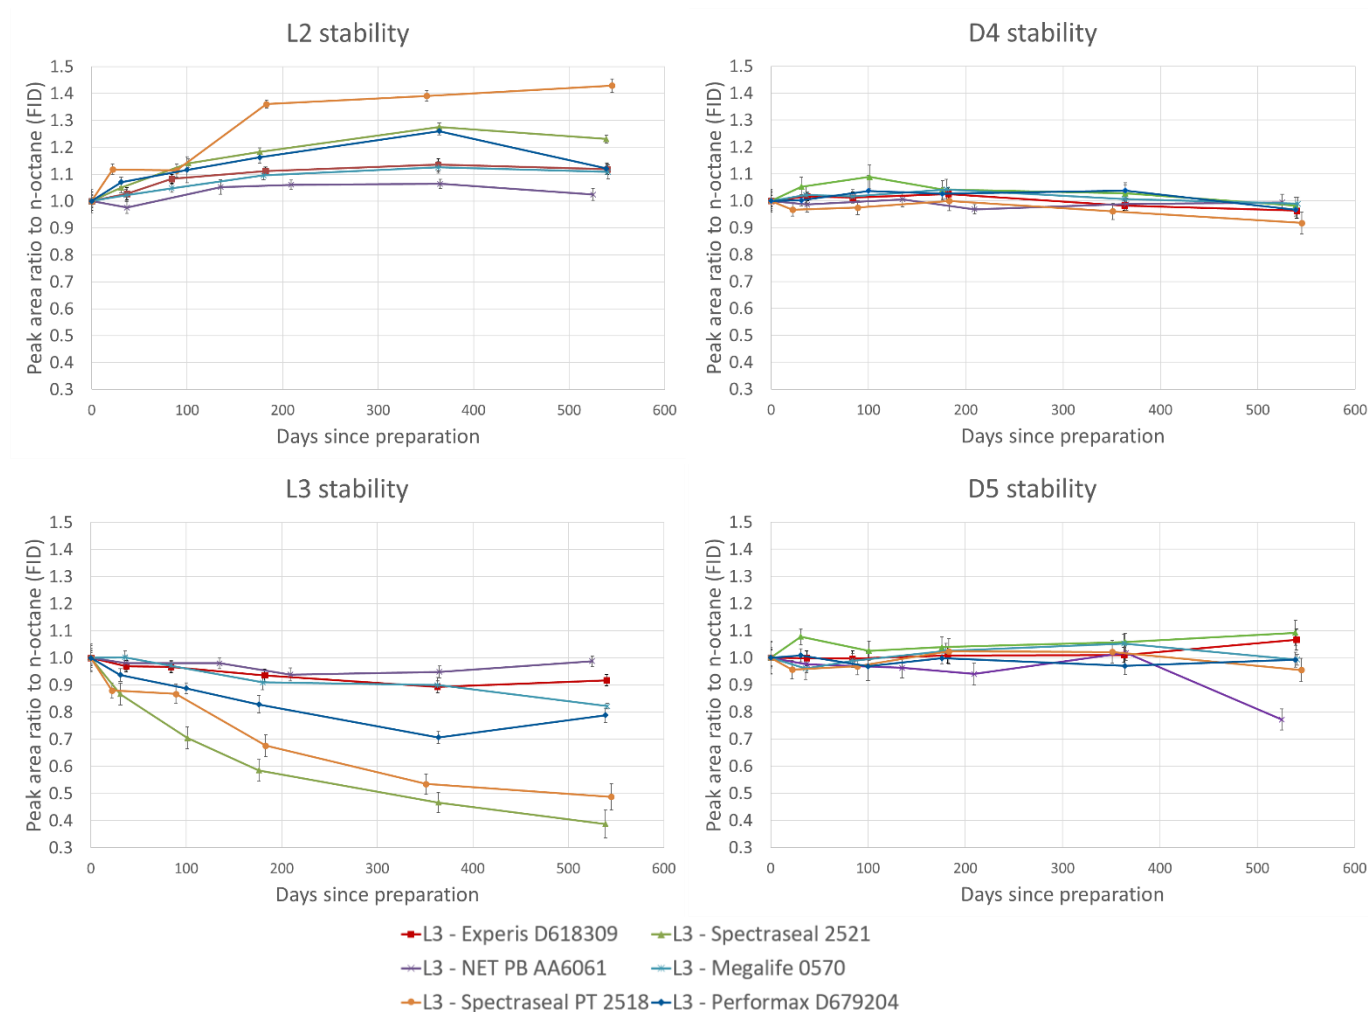 L2 stability
Peak area ratio to n-octane (FID)
1.5
1.4
1.3
1.2
1.1
1.0
0.9
0.8
0.7
0.6
0.5
0.4
0.3
0 100 200 300 400 500 600
Days since preparation
D4 stability
Peak area ratio to n-octane (FID)
1.5
1.4
1.3
1.2
1.1
1.0
0.9
0.8
0.7
0.6
0.5
0.4
0.3
0 100 200 300 400 500 600
Days since preparation
L3 stability
Peak area ratio to n-octane (FID)
1.5
1.4
1.3
1.2
1.1
1.0
0.9
0.8
0.7
0.6
0.5
0.4
0.3
0 100 200 300 400 500 600
Days since preparation
D5 stability
Peak area ratio to n-octane (FID)
1.5
1.4
1.3
1.2
1.1
1.0
0.9
0.8
0.7
0.6
0.5
0.4
0.3
0 100 200 300 400 500 600
Days since preparation
L3 - Experis D618309 L3 - Spectraseal 2521
L3 - NET PB AA6061 L3 - Megalife 0570
L3 - Spectraseal PT 2518 L3 - Performax D679204